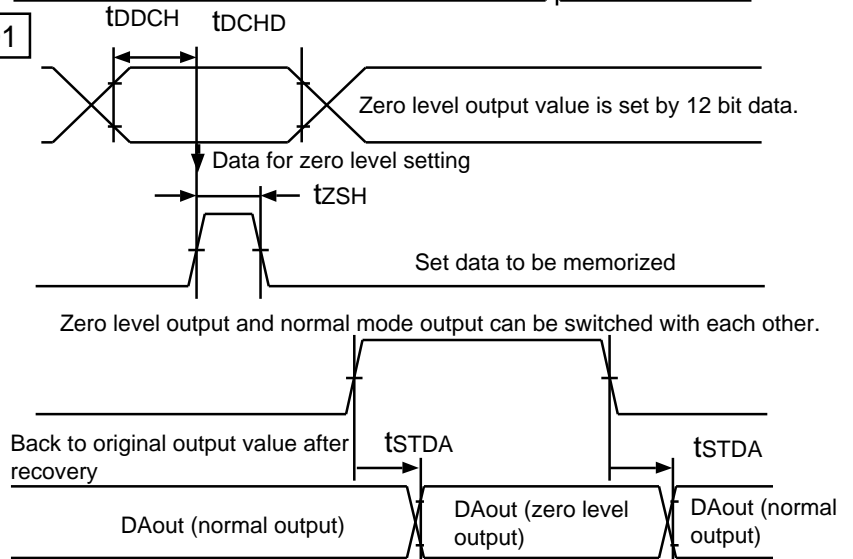 tDDCH tDCHD
1
Zero level output value is set by 12 bit data.
Data for zero level setting
tZSH
Set data to be memorized
Zero level output and normal mode output can be switched with each other.
Back to original output value after
recovery
tSTDA
tSTDA
DAout (normal output)
DAout (zero level
output)
DAout (normal
output)